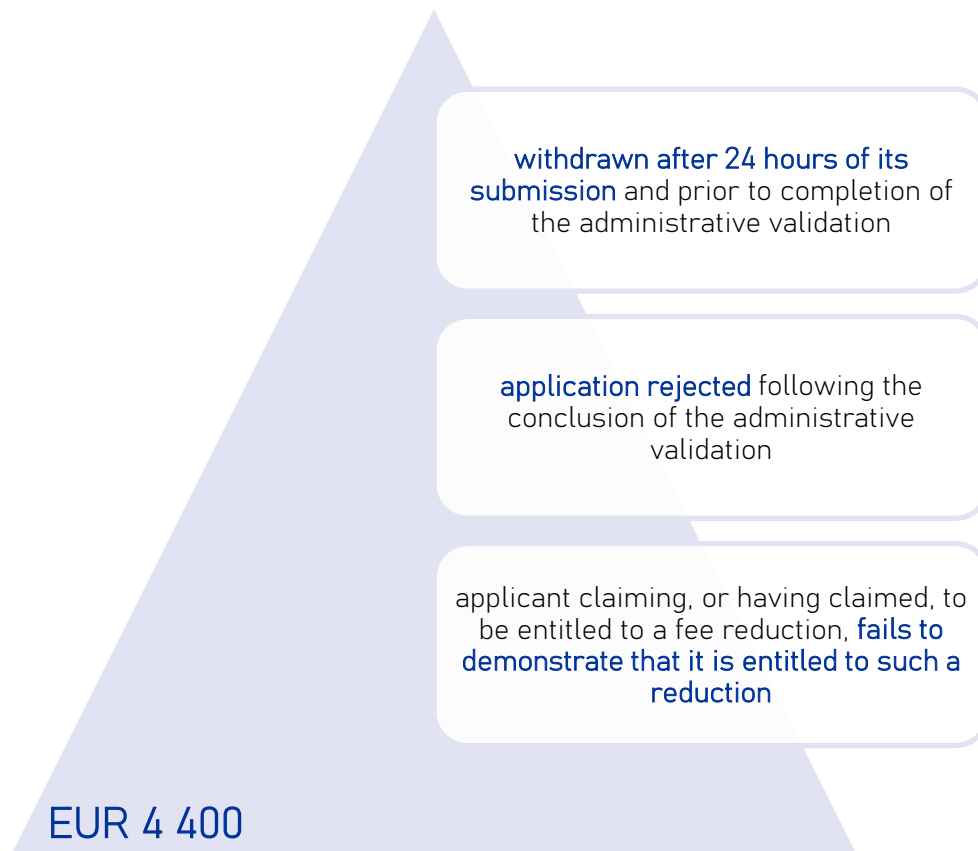 withdrawn after 24 hours of its
submission and prior to completion of
the administrative validation
application rejected following the
conclusion of the administrative
validation
applicant claiming, or having claimed, to
be entitled to a fee reduction, fails to
demonstrate that it is entitled to such a
reduction
EUR 4 400